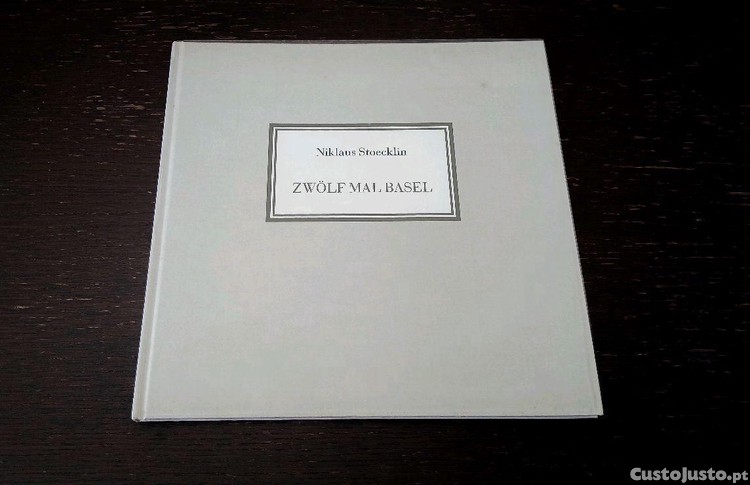 Niklaus Stoecklin
ZWÖLF MAL BASEL
CustoJusto.pt